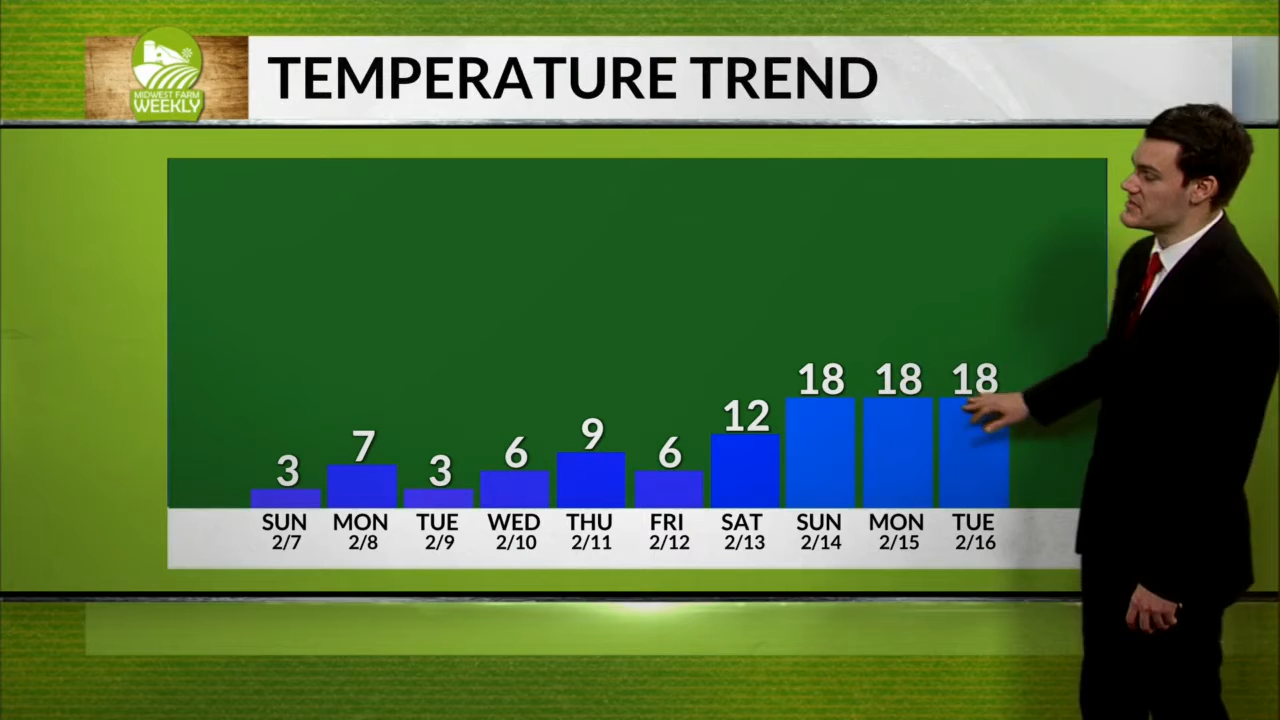 TEMPERATURE TREND
MIDWEST FARM
WEEKLY
3 7 3 6 9 6 12 18 18 18
SUN MON TUE WED THU FRI SAT SUN MON TUE
2/7 2/8 2/9 2/10 2/11 2/12 2/13 2/14 2/15 2/16